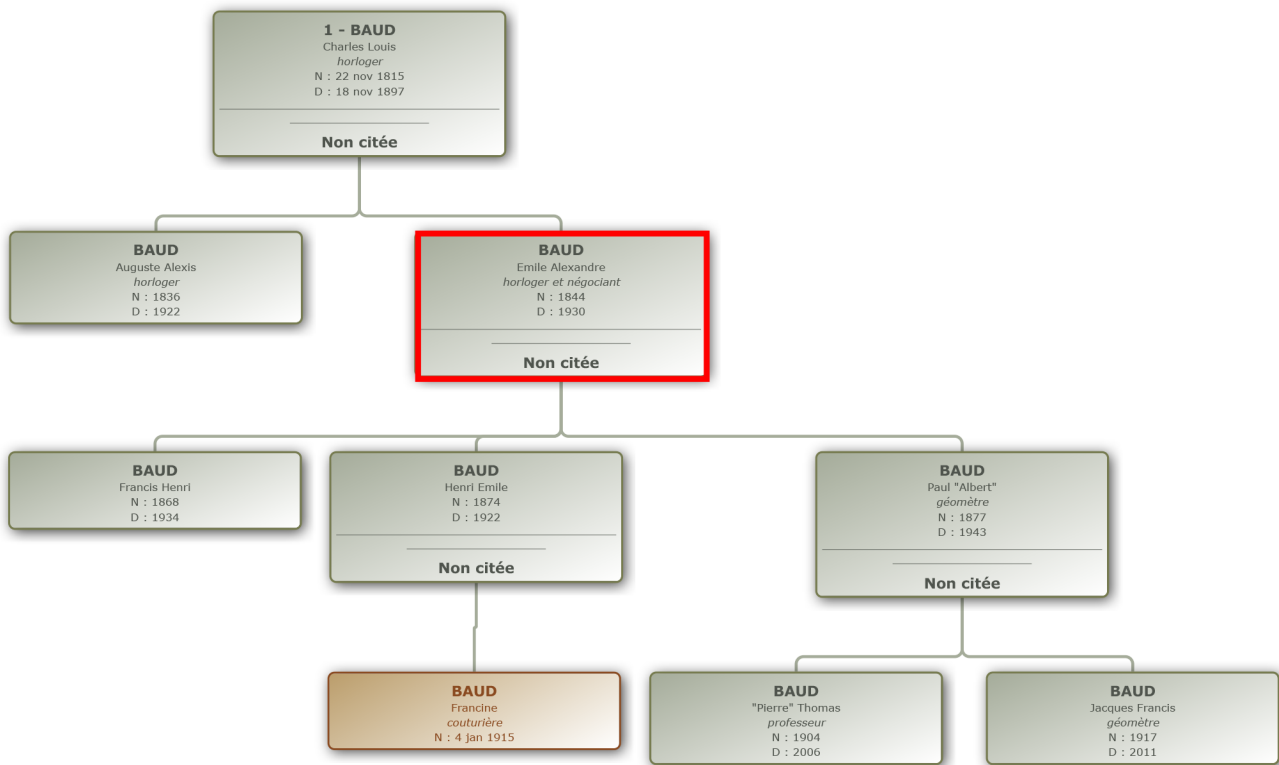 1 - BAUD
Charles Louis
horloger
N : 22 nov 1815
D : 18 nov 1897
Non citée
BAUD
Auguste Alexis
horloger
N : 1836
D : 1922
BAUD
Emile Alexandre
horloger et négociant
N : 1844
D : 1930
Non citée
BAUD
Francis Henri
N : 1868
D : 1934
BAUD
Henri Emile
N : 1874
D : 1922
Non citée
BAUD
Paul "Albert"
géomètre
N : 1877
D : 1943
Non citée
BAUD
Francine
couturière
N : 4 jan 1915
BAUD
"Pierre" Thomas
professeur
N : 1904
D : 2006
BAUD
Jacques Francis
géomètre
N : 1917
D : 2011